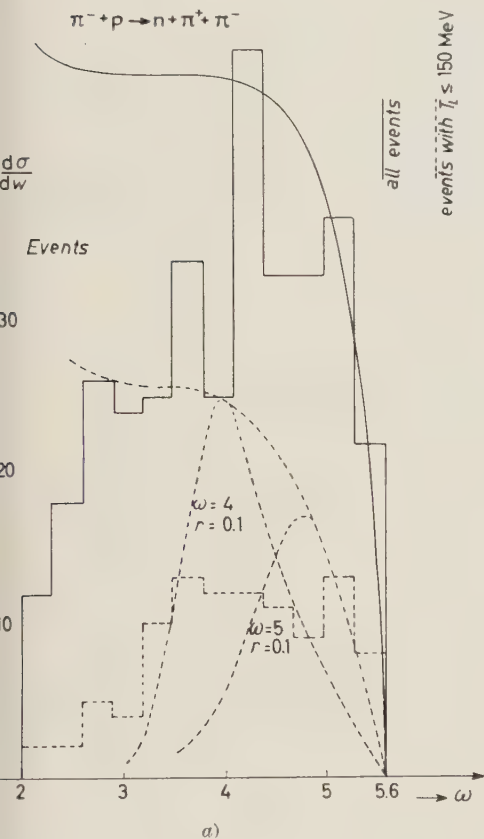 π⁻+p→n+π⁺+π⁻
dσ
dw
Events
all events
events with T_L ≤ 150 MeV
30
20
10
ω=4
r=0.1
ω=5
r=0.1
2 3 4 5 5.6 → ω
a)